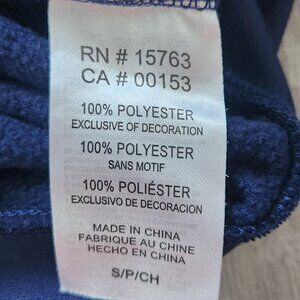 RN # 15763
CA # 00153
100% POLYESTER
EXCLUSIVE OF DECORATION
100% POLYESTER
SANS MOTIF
100% POLIÉSTER
EXCLUSIVO DE DECORACION
MADE IN CHINA
FABRIQUE AU CHINE
HECHO EN CHINA
S/P/CH